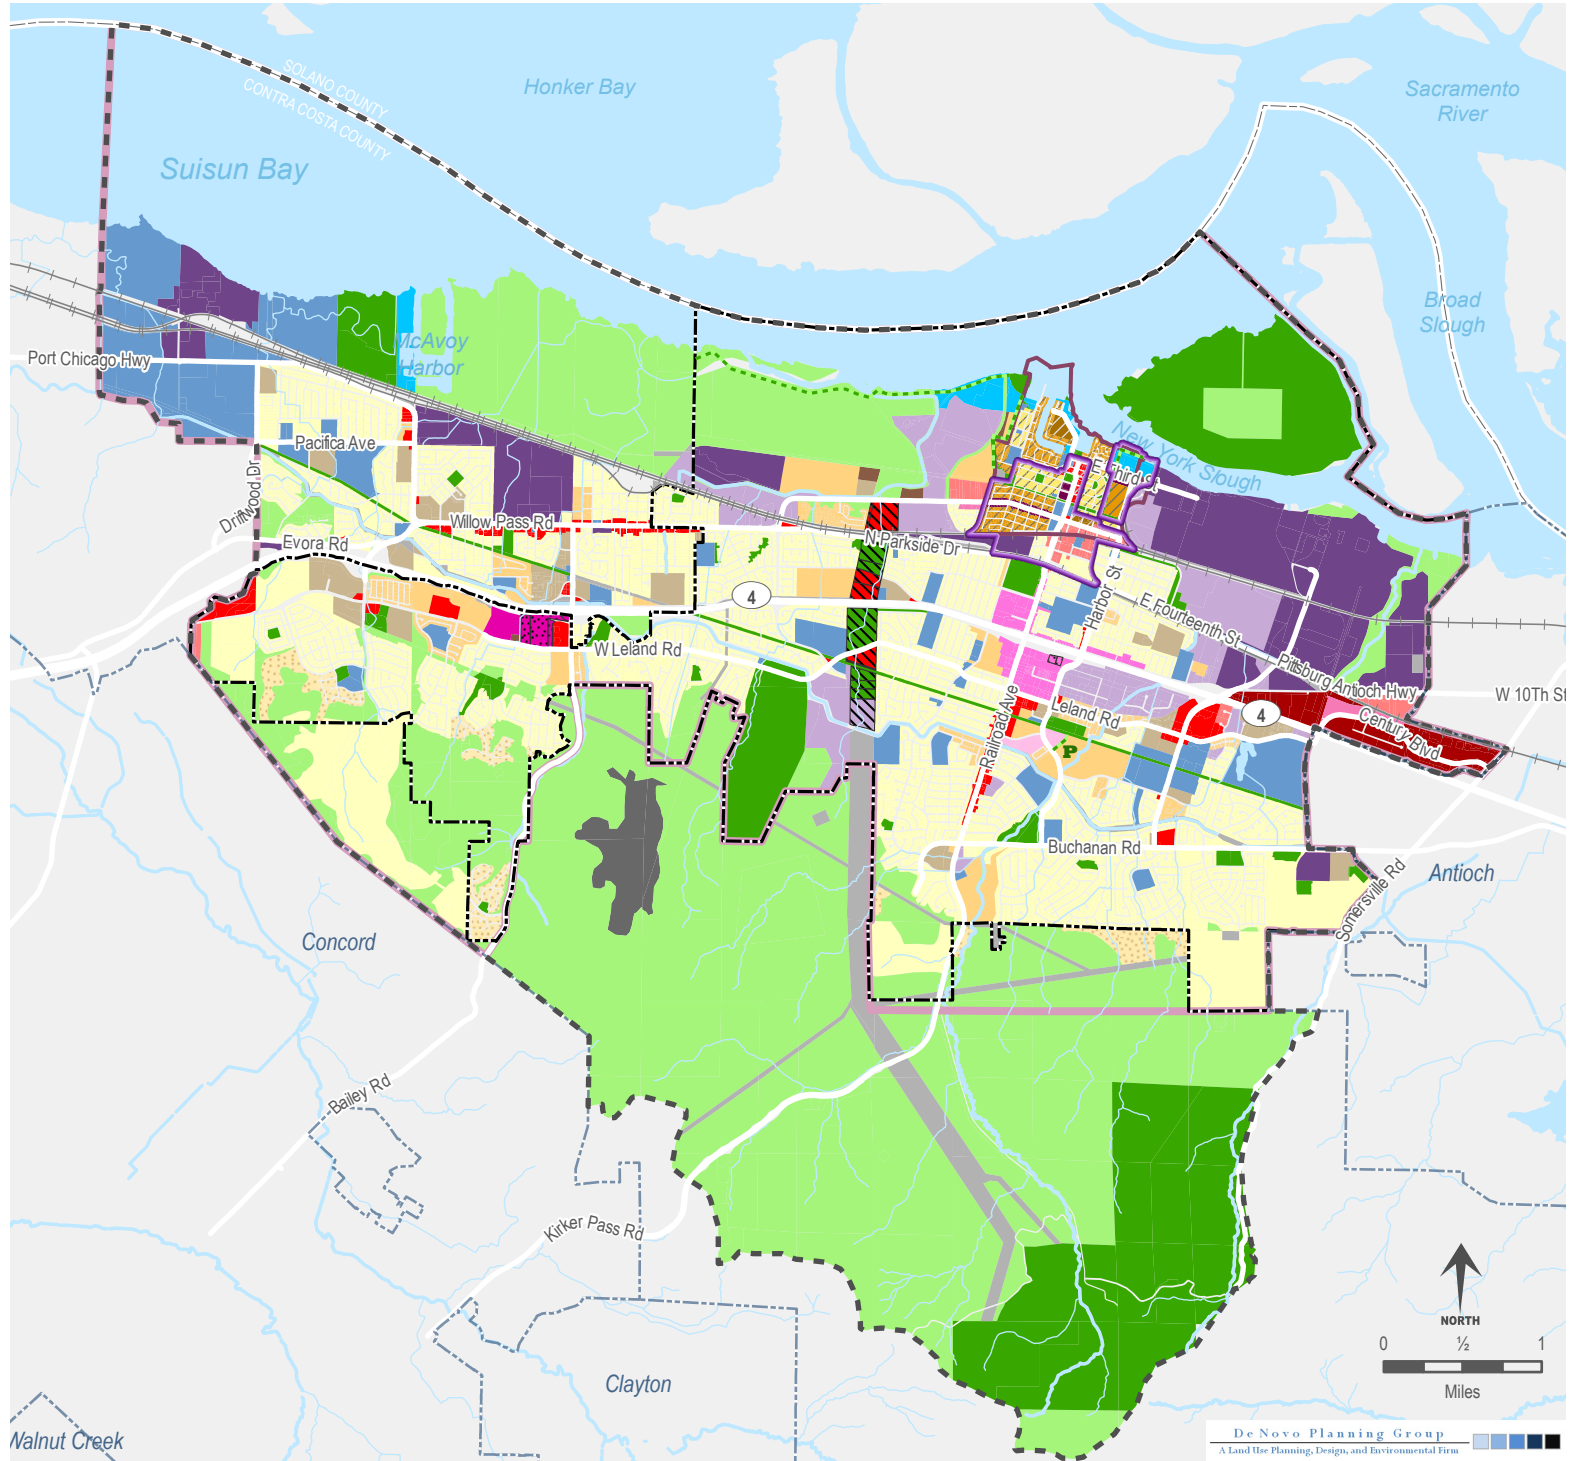 SOLANO COUNTY
CONTRA COSTA COUNTY
Honker Bay
Sacramento
River
Suisun Bay
Broad
Slough
McAvoy
Harbor
Port Chicago Hwy
Pacifica Ave
New York Slough
E Third St
Driftwood Dr
Willow Pass Rd
Evora Rd
N Parkside Dr
4
Harbor St
E Fourteenth St
W Leland Rd
Pittsburg Antioch Hwy
W 10Th St
Railroad Ave
Leland Rd
4
Century Blvd
P
Buchanan Rd
Somersville Rd
Antioch
Concord
Bailey Rd
Kirker Pass Rd
Clayton
Walnut Creek
NORTH
0 ½ 1
Miles
De Novo Planning Group
A Land Use Planning, Design, and Environmental Firm